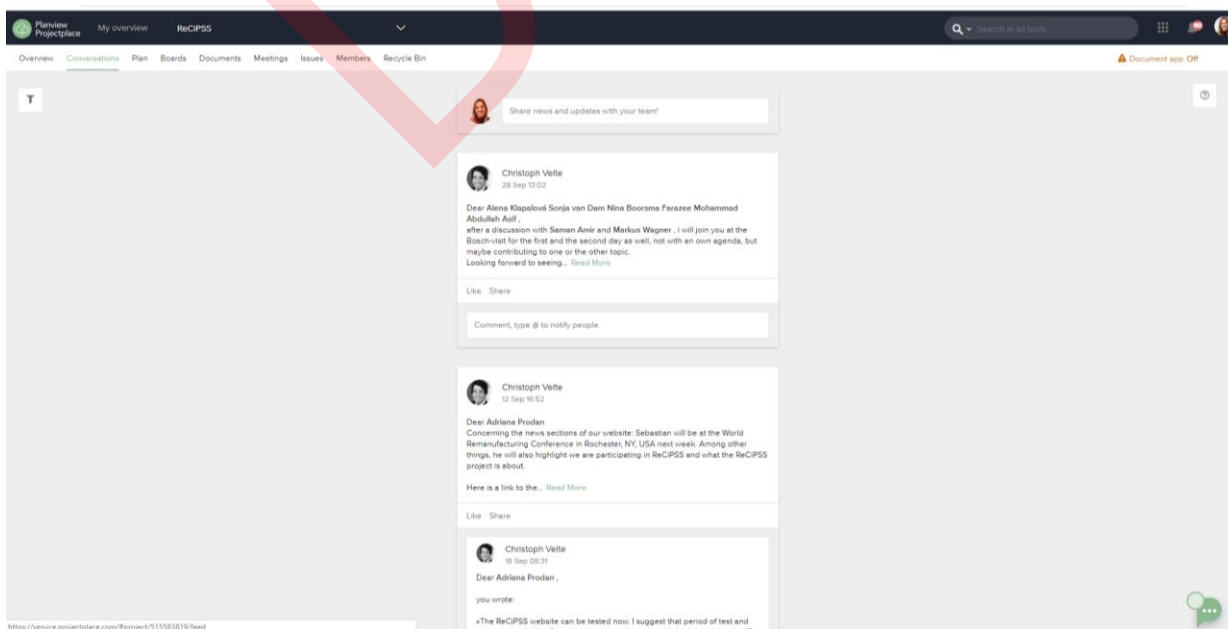 Planview
Projectplace
My overview
ReCiPSS
Search in all tools
Overview Conversations Plan Boards Documents Meetings Issues Members Recycle Bin
Document app Off
Share news and updates with your team!
Christoph Velte
28 Sep 13:02
Dear Alena Klapalová Sonja van Dam Nina Boorsma Farazee Mohammad
Abdullah Asif ,
after a discussion with Saman Amir and Markus Wagner , i will join you at the
Bosch-visit for the first and the second day as well, not with an own agenda, but
maybe contributing to one or the other topic.
Looking forward to seeing... Read More
Like Share
Comment, type @ to notify people.
Christoph Velte
12 Sep 16:52
Dear Adriana Prodan
Concerning the news sections of our website: Sebastian will be at the World
Remanufacturing Conference in Rochester, NY, USA next week. Among other
things, he will also highlight we are participating in ReCiPSS and what the ReCiPSS
project is about.
Here is a link to the... Read More
Like Share
Christoph Velte
18 Sep 08:31
Dear Adriana Prodan ,
you wrote:
»The ReCiPSS website can be tested now. I suggest that period of test and
https://service.projectplace.com/#project/515583819/feed